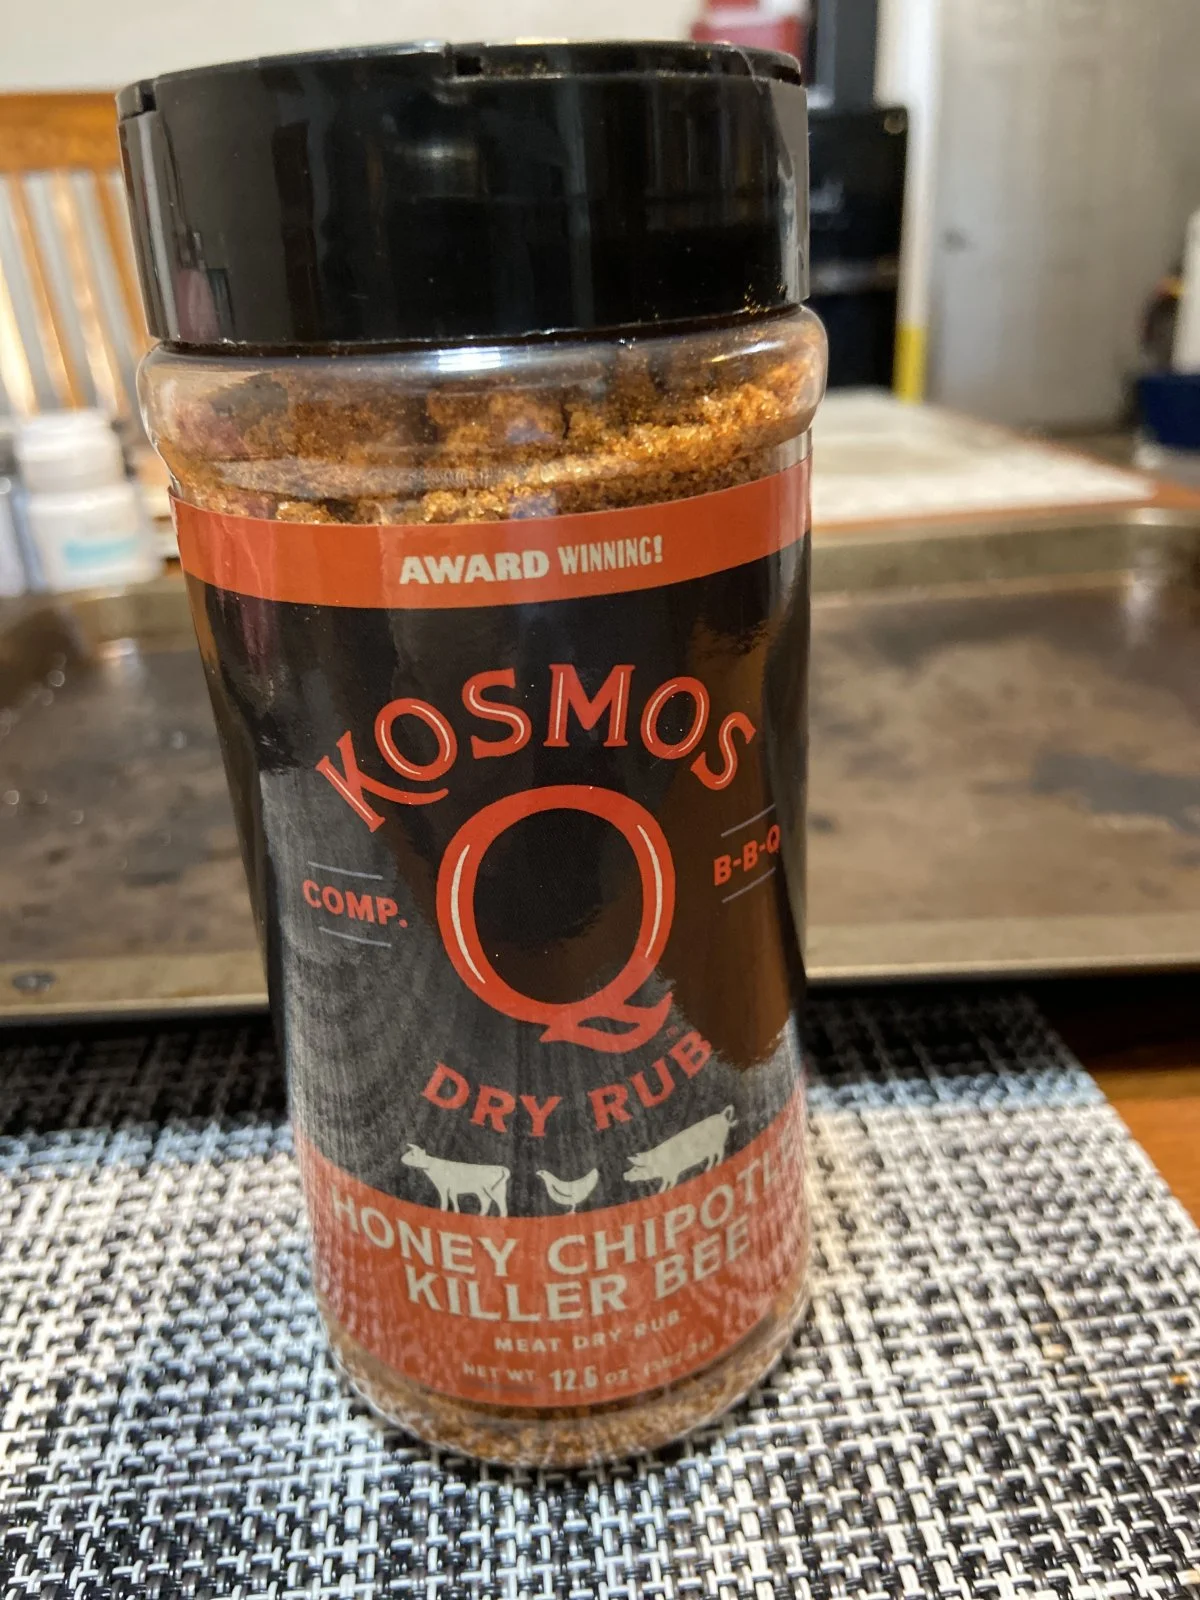 AWARD WINNING!
KOSMOS
Q
COMP.
B-B-Q
DRY RUB
HONEY CHIPOTLE
KILLER BEE
MEAT DRY RUB
NET WT 12.6 OZ.